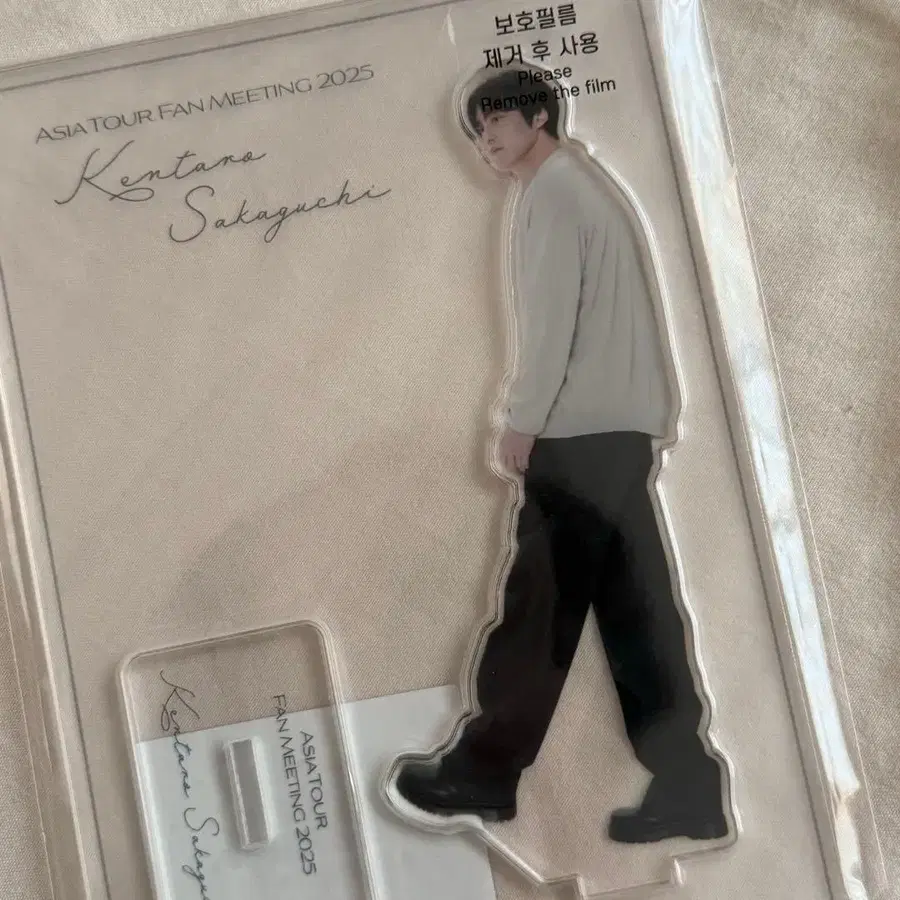 보호필름
제거 후 사용
Please
Remove the film
ASIA TOUR FAN MEETING 2025
Kentaro
Sakaguchi
ASIA TOUR
FAN MEETING 2025
Kentaro